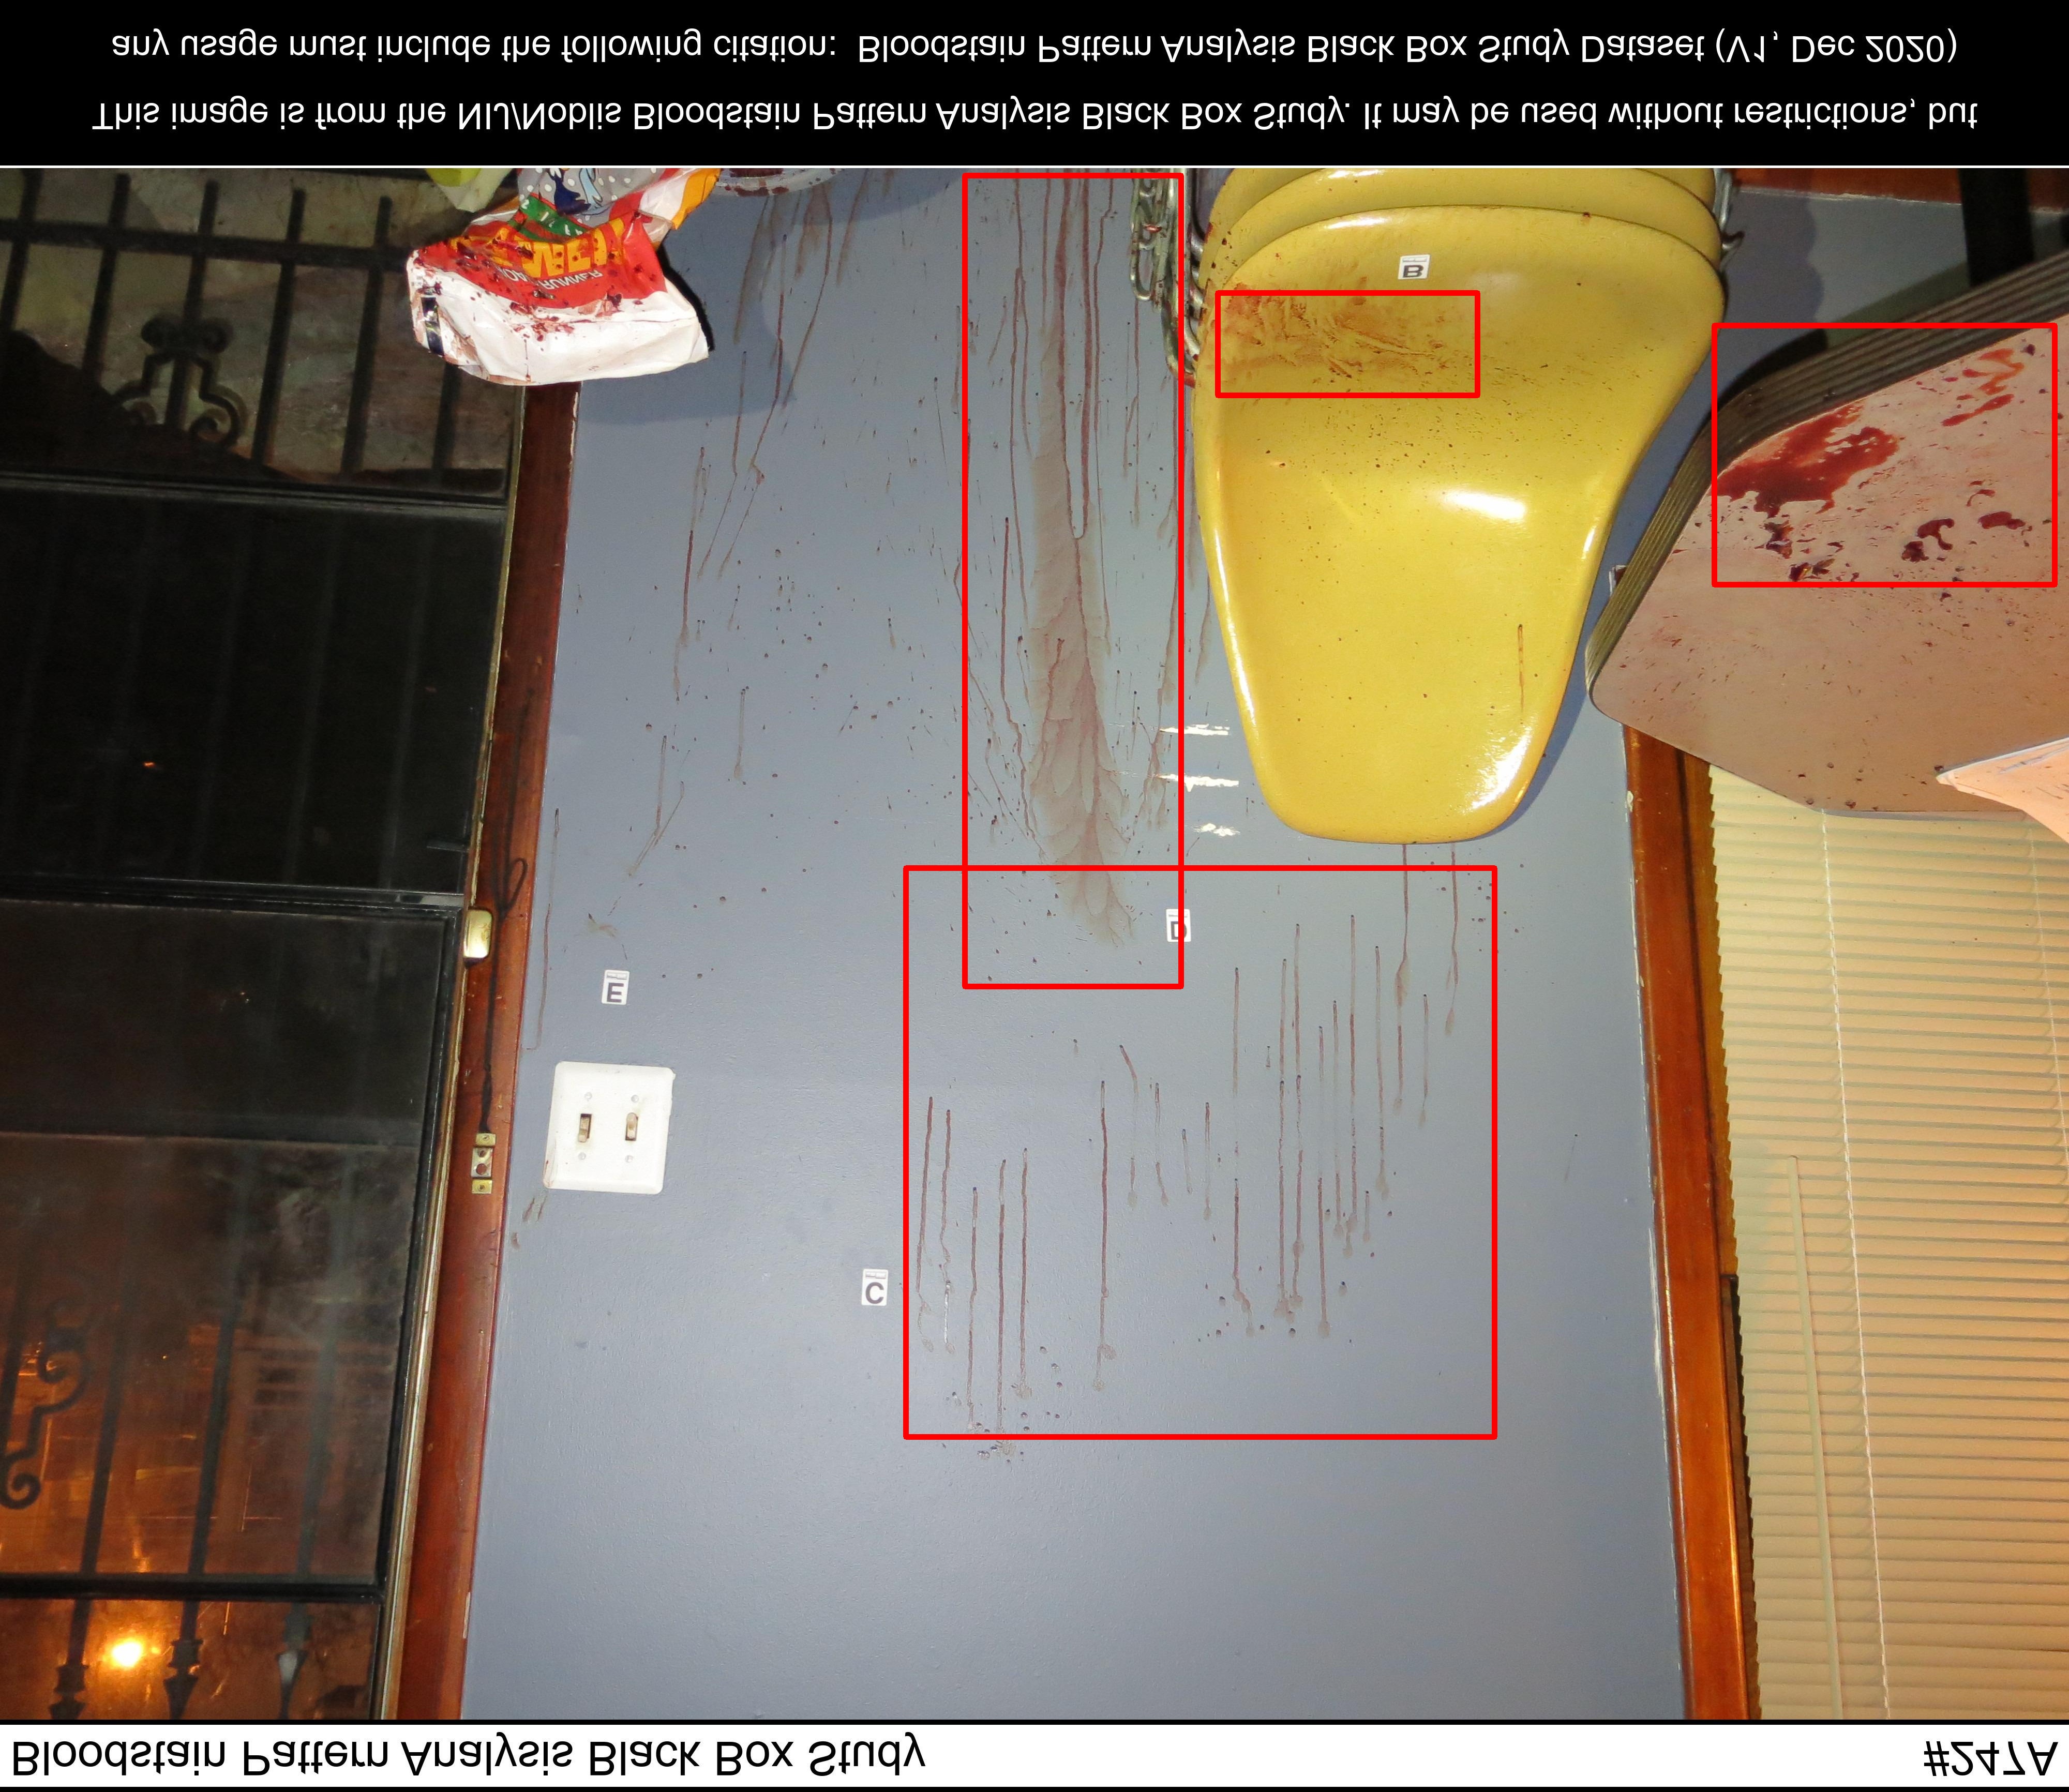 Bloodstain Pattern Analysis Black Box Study #247A
C
E
D
B
RUNNER
This image is from the NIJ/Noblis Bloodstain Pattern Analysis Black Box Study. It may be used without restrictions, but
any usage must include the following citation: Bloodstain Pattern Analysis Black Box Study Dataset (V1, Dec 2020)